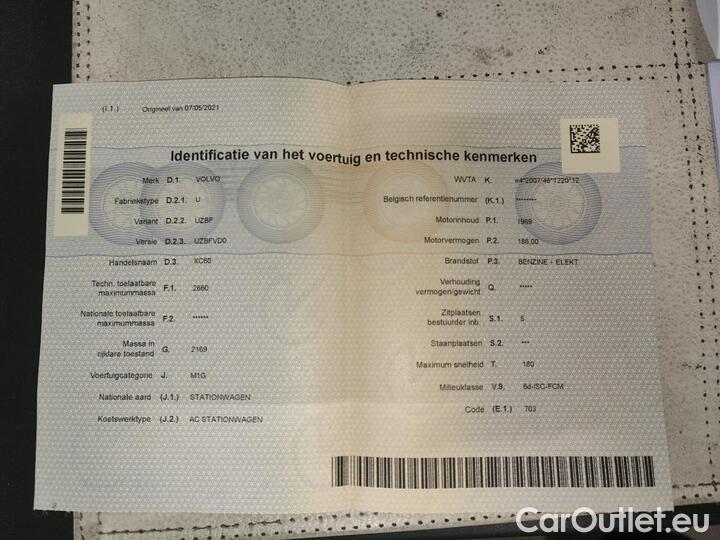 (I.1.) Origineel van 07/05/2021
Identificatie van het voertuig en technische kenmerken
Merk D.1. VOLVO
Fabriekstype D.2.1. U
Variant D.2.2. UZBF
Versie D.2.3. UZBFVD0
Handelsnaam D.3. XC60
Techn. toelaatbare
maximummassa F.1. 2660
Nationale toelaatbare
maximummassa F.2. ******
Massa in
rijklare toestand G. 2169
Voertuigcategorie J. M1G
Nationale aard (J.1.) STATIONWAGEN
Koetswerktype (J.2.) AC STATIONWAGEN
WVTA K. e4*2007/46*1220*12
Belgisch referentienummer (K.1.) ********
Motorinhoud P.1. 1969
Motorvermogen P.2. 186.00
Brandstof P.3. BENZINE + ELEKT
Verhouding
vermogen/gewicht Q. *****
Zitplaatsen
bestuurder inb. S.1. 5
Staanplaatsen S.2. ***
Maximum snelheid T. 180
Milieuklasse V.9. 6d-ISC-FCM
Code (E.1.) 703
CarOutlet.eu